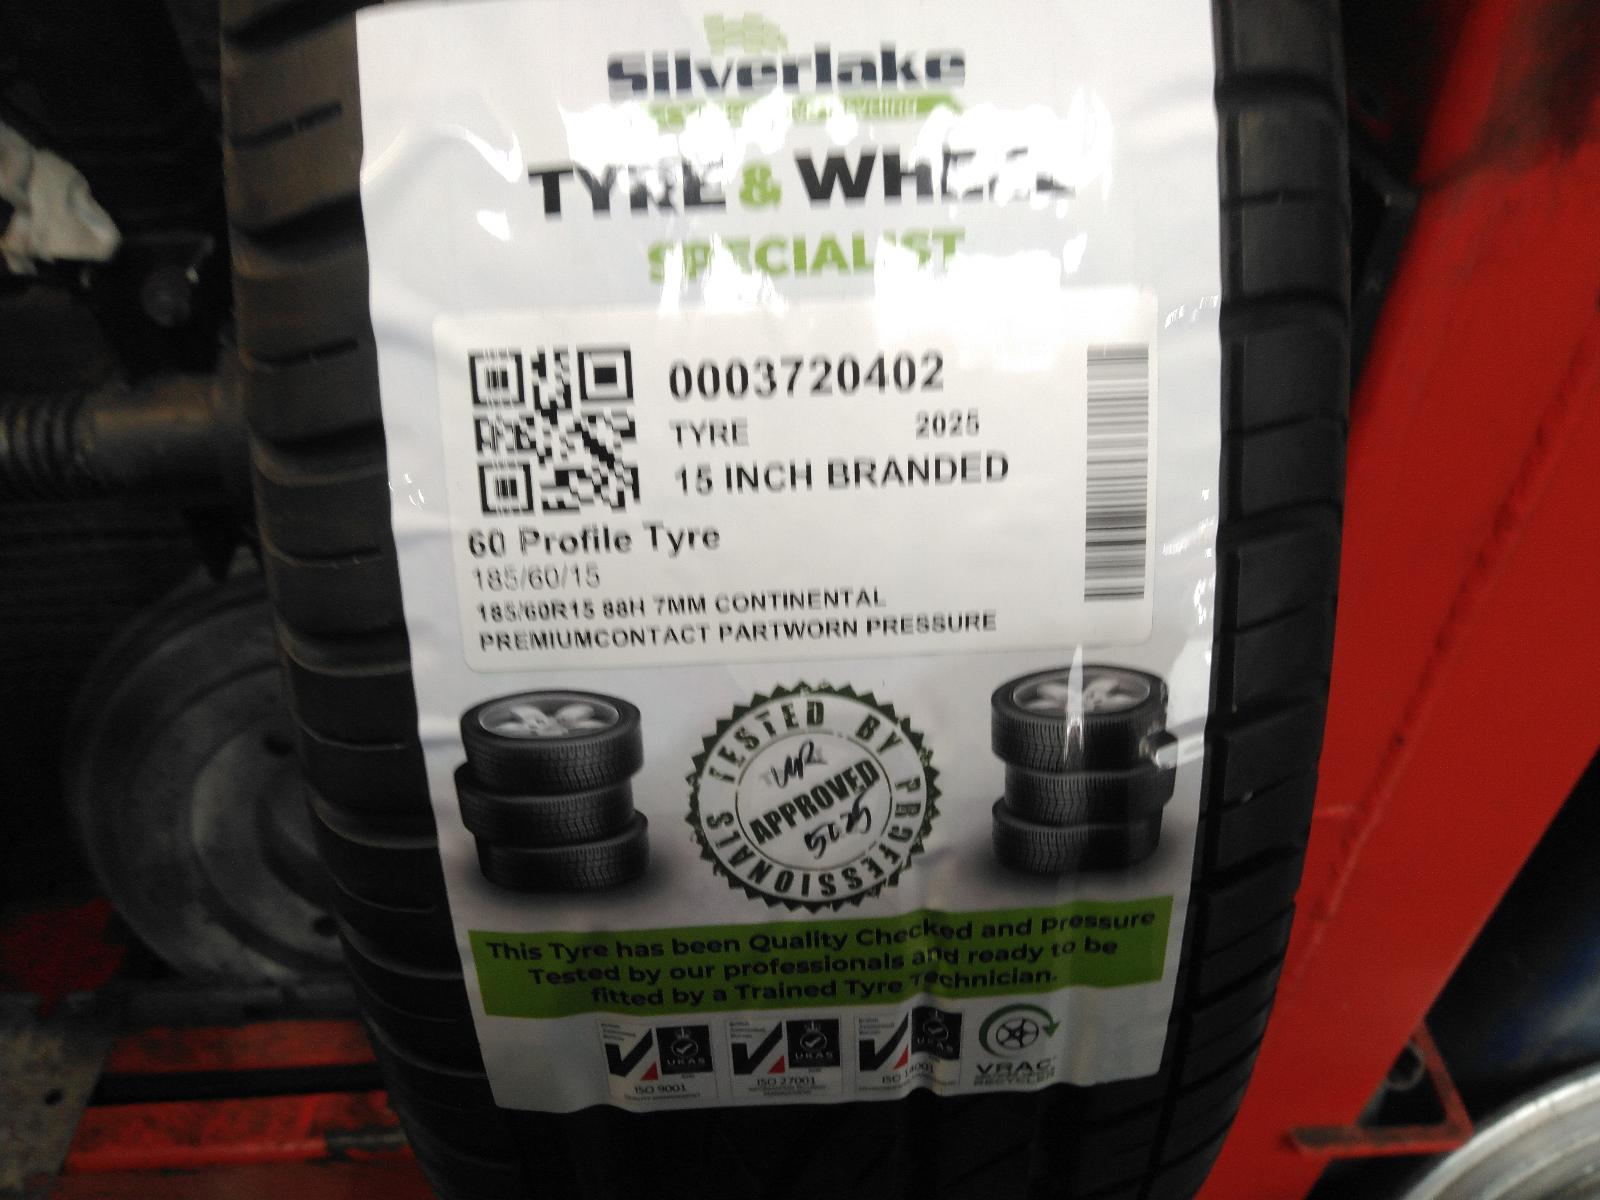 Silverlake
TYRE & WHEEL
SPECIALIST
0003720402
TYRE 2025
15 INCH BRANDED
60 Profile Tyre
185/60/15
185/60R15 88H 7MM CONTINENTAL
PREMIUMCONTACT PARTWORN PRESSURE
TESTED BY PROFESSIONALS
APPROVED
This Tyre has been Quality Checked and Pressure
Tested by our professionals and ready to be
fitted by a Trained Tyre Technician.
UKAS
ISO 9001
UKAS
ISO 27001
UKAS
ISO 14001
VRAC
RECYCLER